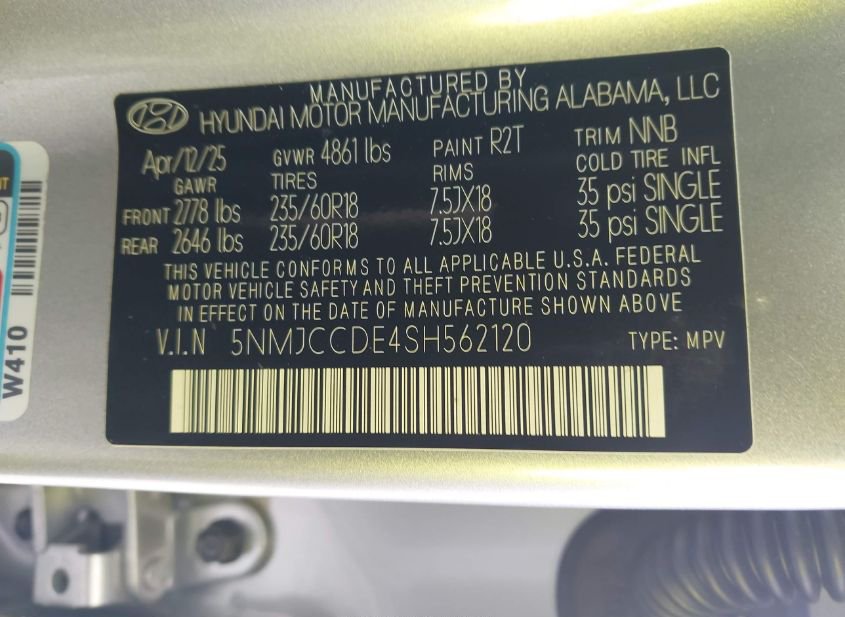 MANUFACTURED BY
HYUNDAI MOTOR MANUFACTURING ALABAMA, LLC
Apr/12/25 GVWR 4861 lbs PAINT R2T TRIM NNB
GAWR TIRES RIMS COLD TIRE INFL
FRONT 2778 lbs 235/60R18 7.5JX18 35 psi SINGLE
REAR 2646 lbs 235/60R18 7.5JX18 35 psi SINGLE
THIS VEHICLE CONFORMS TO ALL APPLICABLE U.S.A. FEDERAL
MOTOR VEHICLE SAFETY AND THEFT PREVENTION STANDARDS
IN EFFECT ON THE DATE OF MANUFACTURE SHOWN ABOVE
V.I.N 5NMJCCDE4SH562120 TYPE: MPV
W410